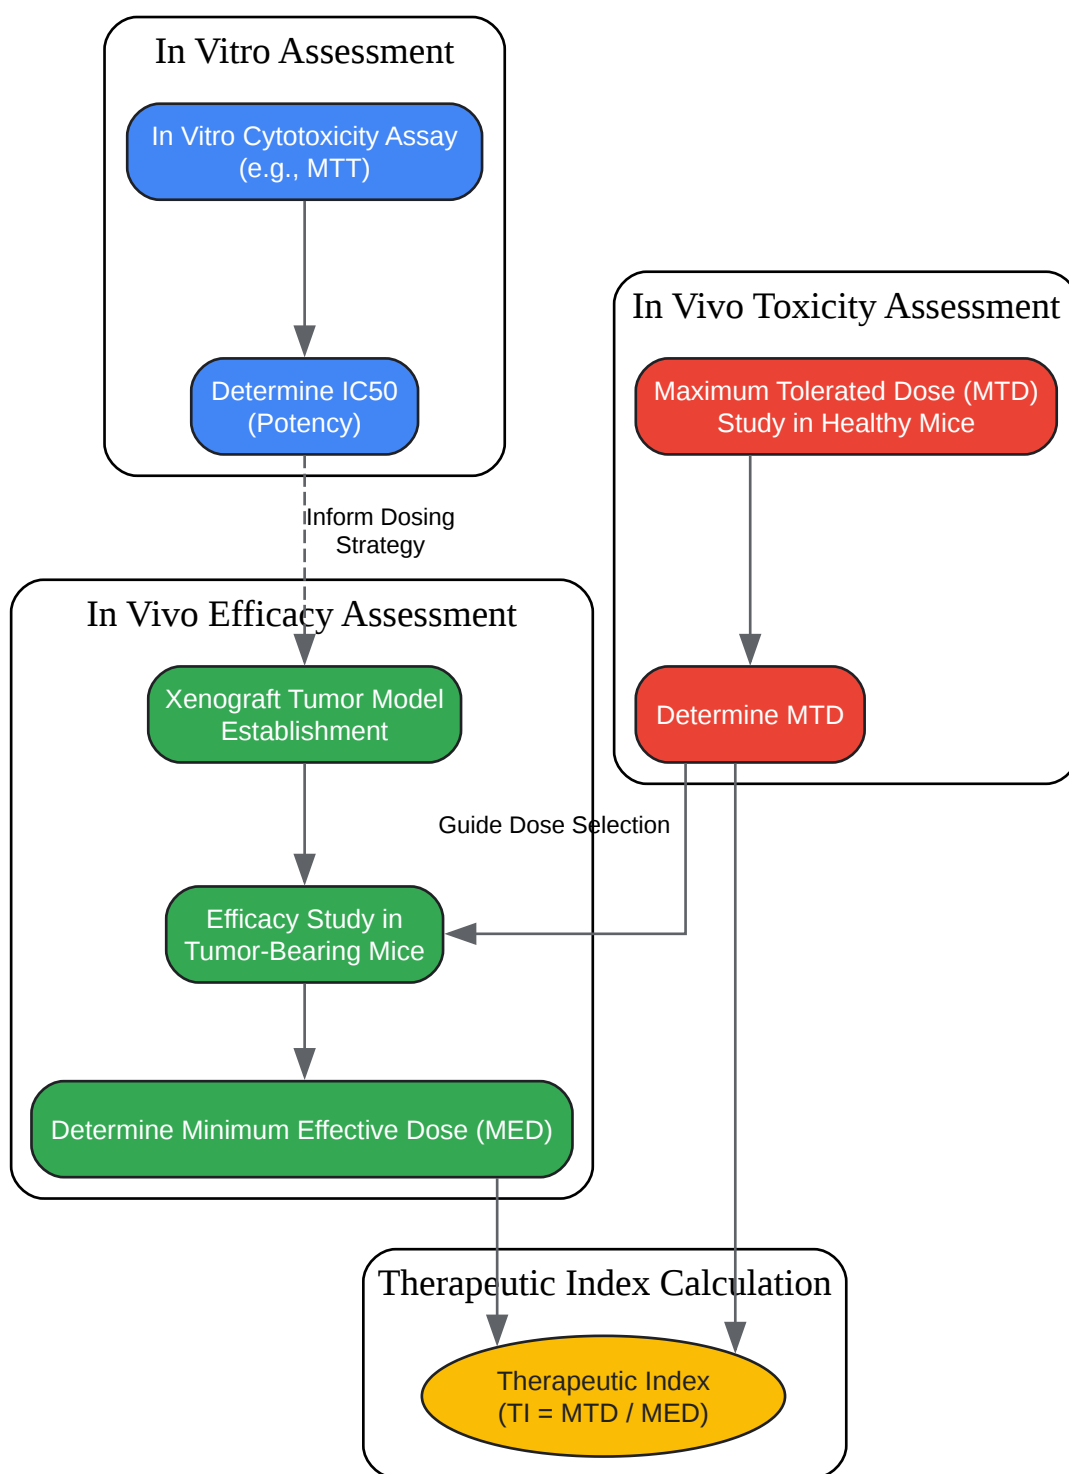 In Vitro Assessment
In Vitro Cytotoxicity Assay
(e.g., MTT)
In Vivo Toxicity Assessment
Determine IC50
(Potency)
Maximum Tolerated Dose (MTD)
Study in Healthy Mice
Inform Dosing
Strategy
In Vivo Efficacy Assessment
Xenograft Tumor Model
Establishment
Determine MTD
Guide Dose Selection
Efficacy Study in
Tumor-Bearing Mice
Determine Minimum Effective Dose (MED)
Therapeutic Index Calculation
Therapeutic Index
(TI = MTD / MED)